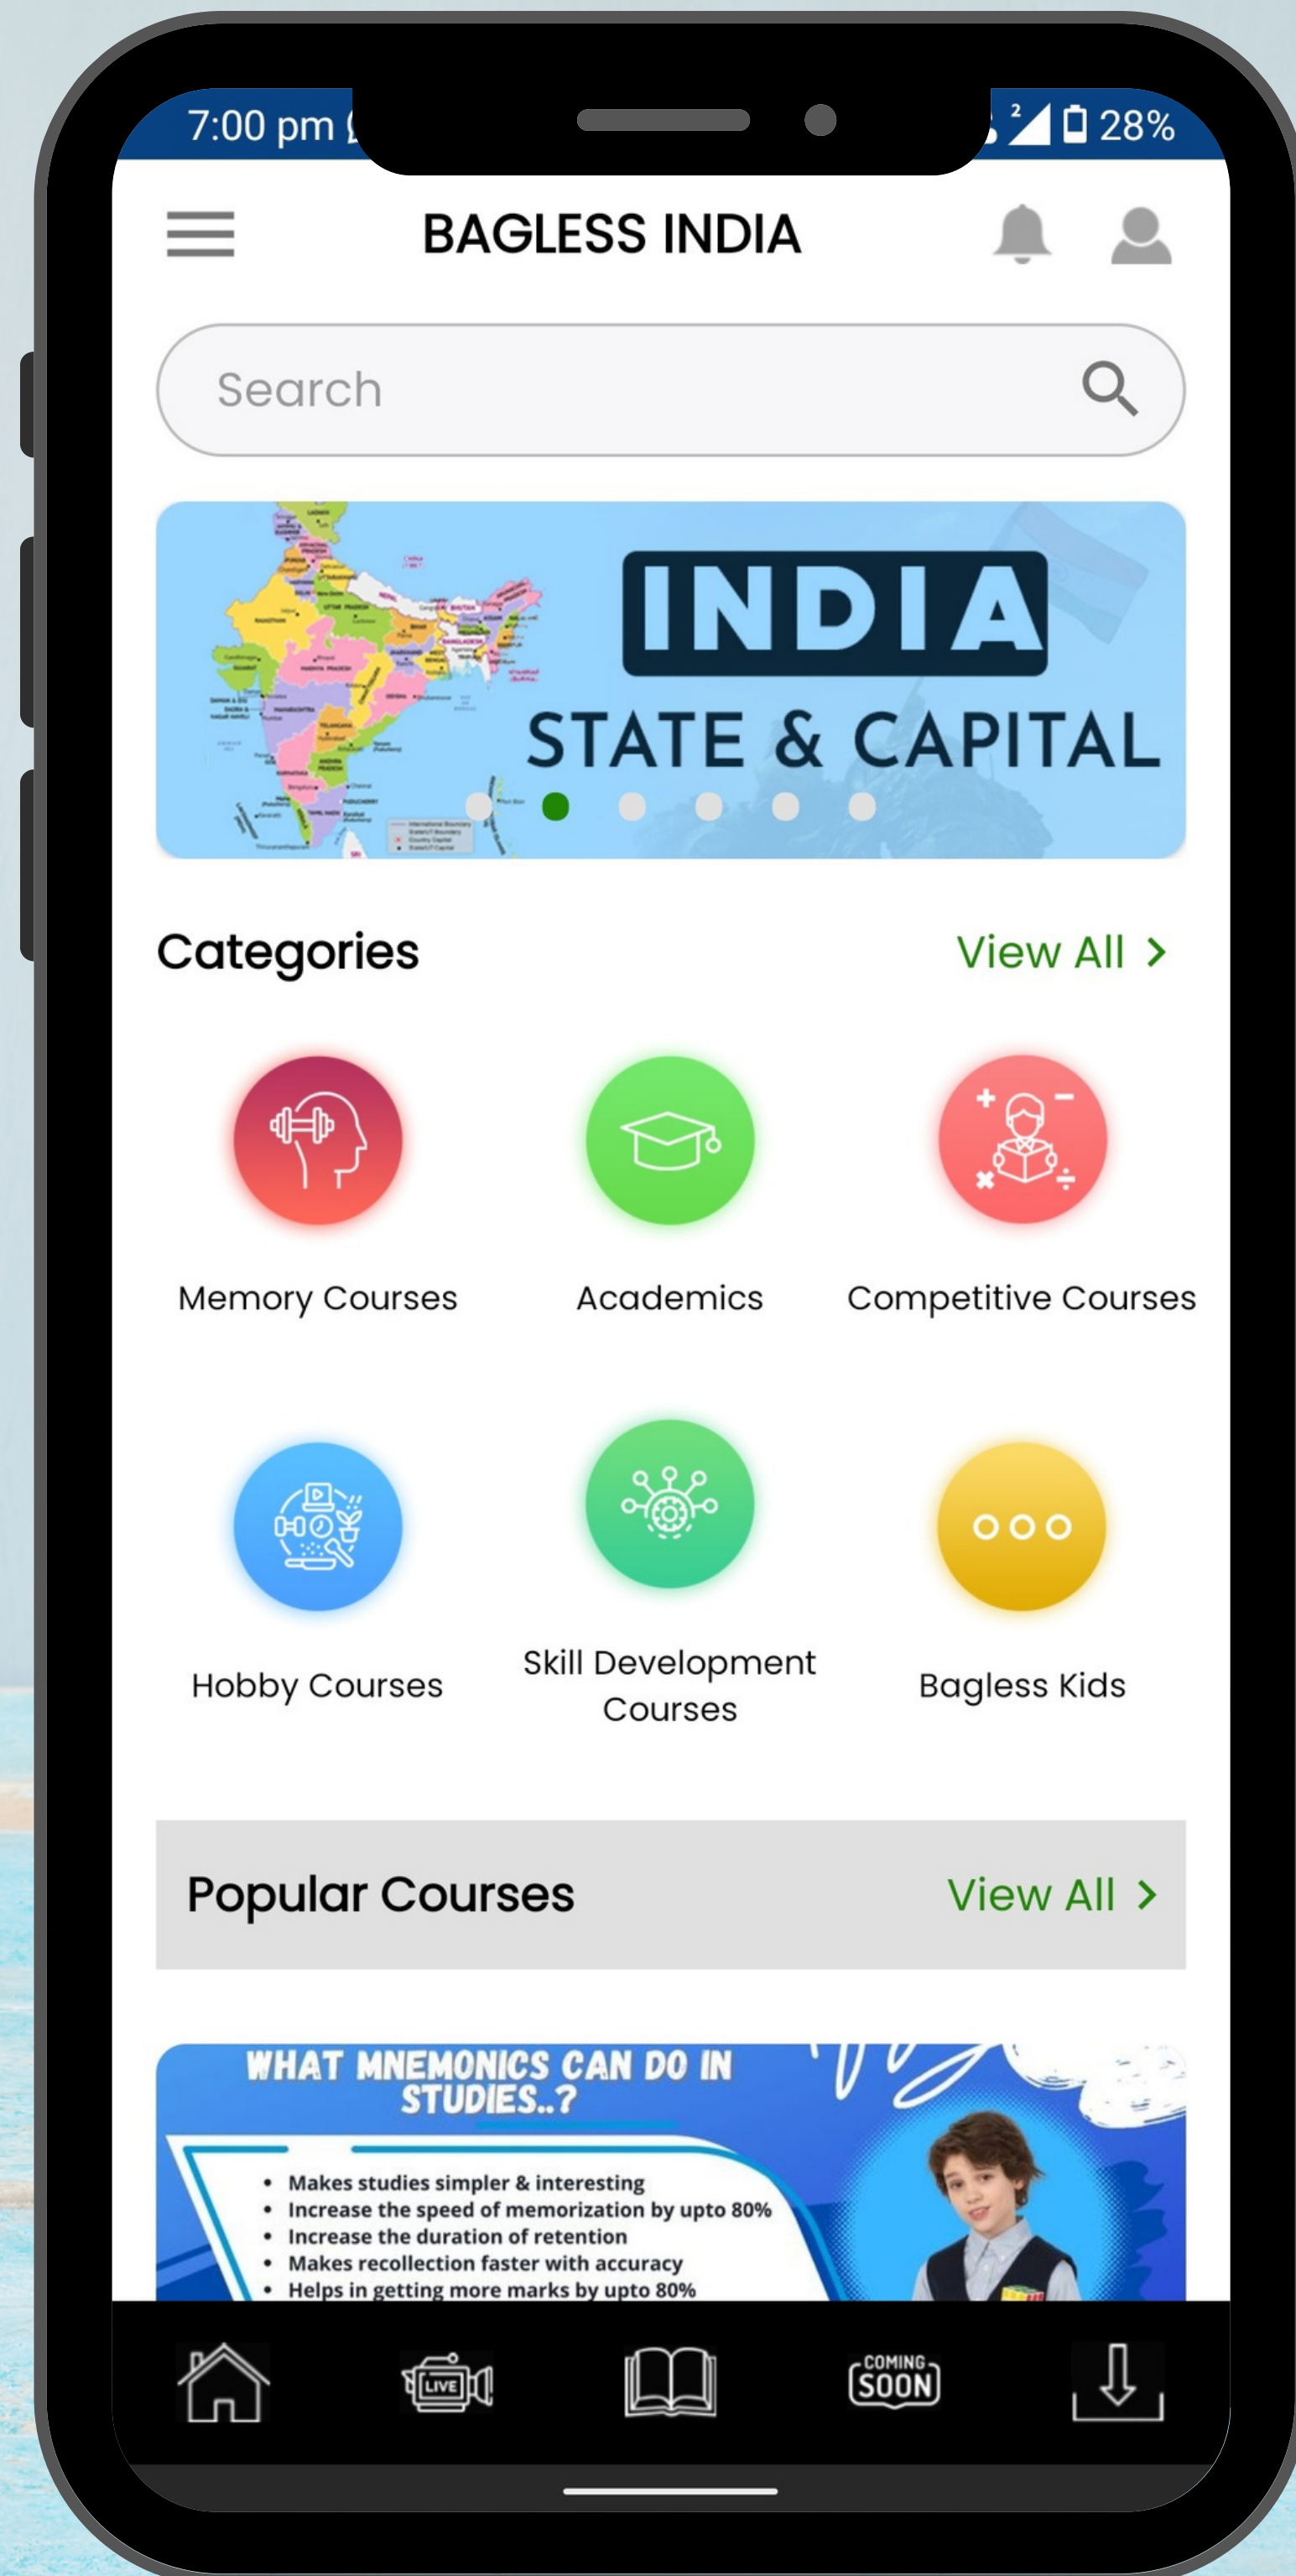 7:00 pm
2
28%
BAGLESS INDIA
Search
INDIA
STATE & CAPITAL
Categories
View All >
Memory Courses
Academics
Competitive Courses
Hobby Courses
Skill Development
Courses
Bagless Kids
Popular Courses
View All >
WHAT MNEMONICS CAN DO IN
STUDIES..?
• Makes studies simpler & interesting
• Increase the speed of memorization by upto 80%
• Increase the duration of retention
• Makes recollection faster with accuracy
• Helps in getting more marks by upto 80%
LIVE
COMING
SOON